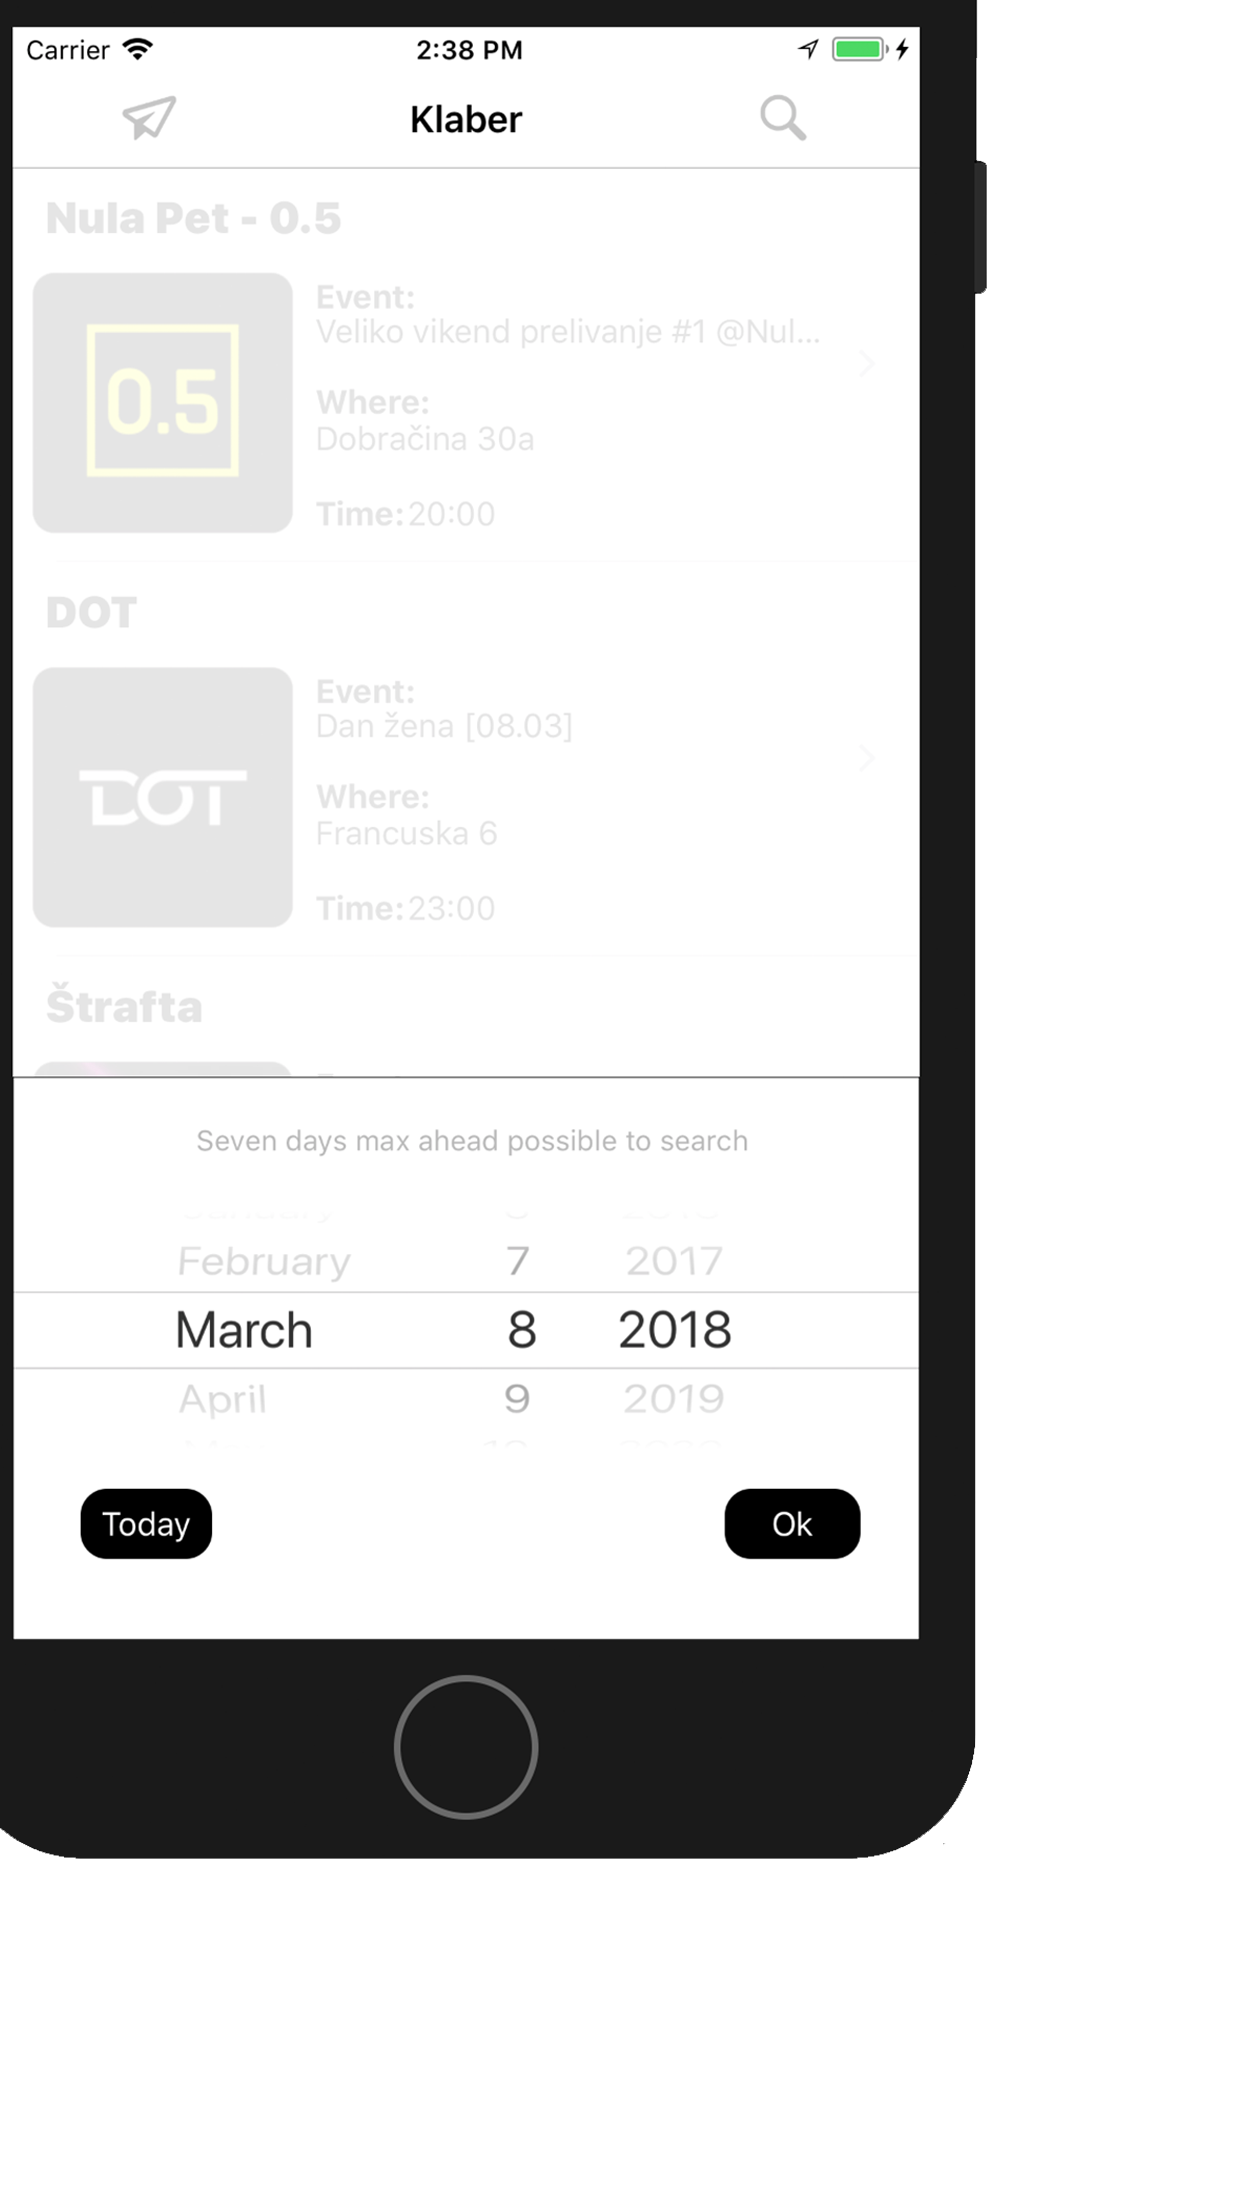 Carrier 2:38 PM
Klaber
Nula Pet - 0.5
0.5
Event:
Veliko vikend prelivanje #1 @Nul...
Where:
Dobračina 30a
Time: 20:00
DOT
DOT
Event:
Dan žena [08.03]
Where:
Francuska 6
Time: 23:00
Štrafta
Seven days max ahead possible to search
February 7 2017
March 8 2018
April 9 2019
Today Ok